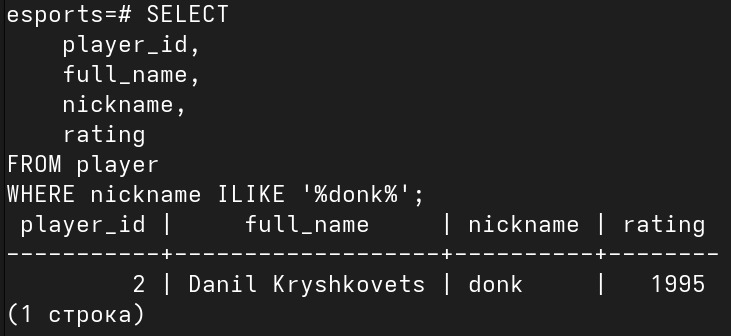 esports=# SELECT
    player_id,
    full_name,
    nickname,
    rating
FROM player
WHERE nickname ILIKE '%donk%';
 player_id |     full_name     | nickname | rating
-----------+-------------------+----------+--------
         2 | Danil Kryshkovets | donk     |   1995
(1 строка)